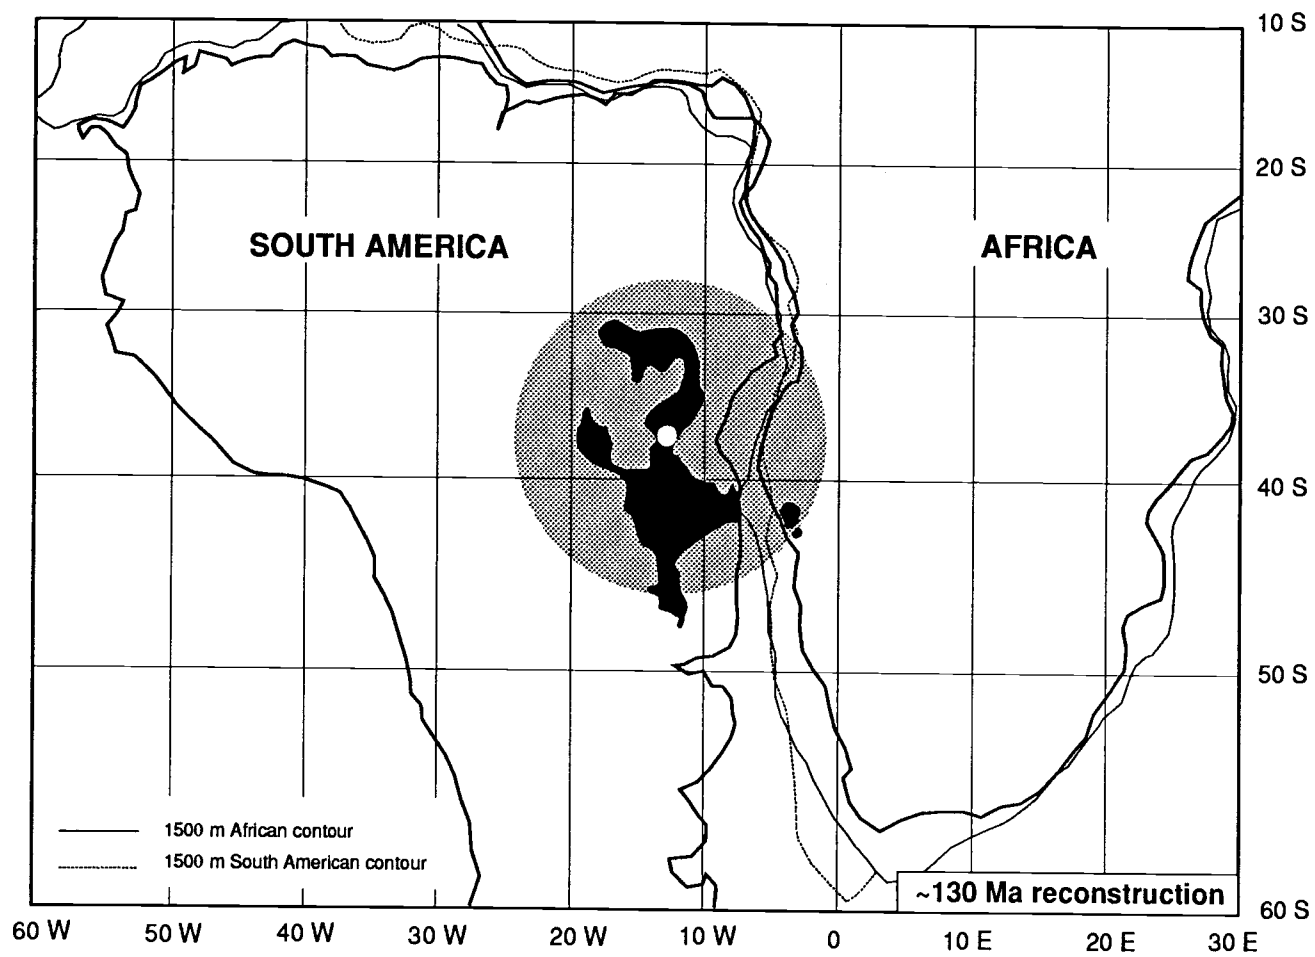 10 S
20 S
SOUTH AMERICA
AFRICA
30 S
40 S
50 S
1500 m African contour
1500 m South American contour
~130 Ma reconstruction
60 S
60 W
50 W
40 W
30 W
20 W
10 W
0
10 E
20 E
30 E